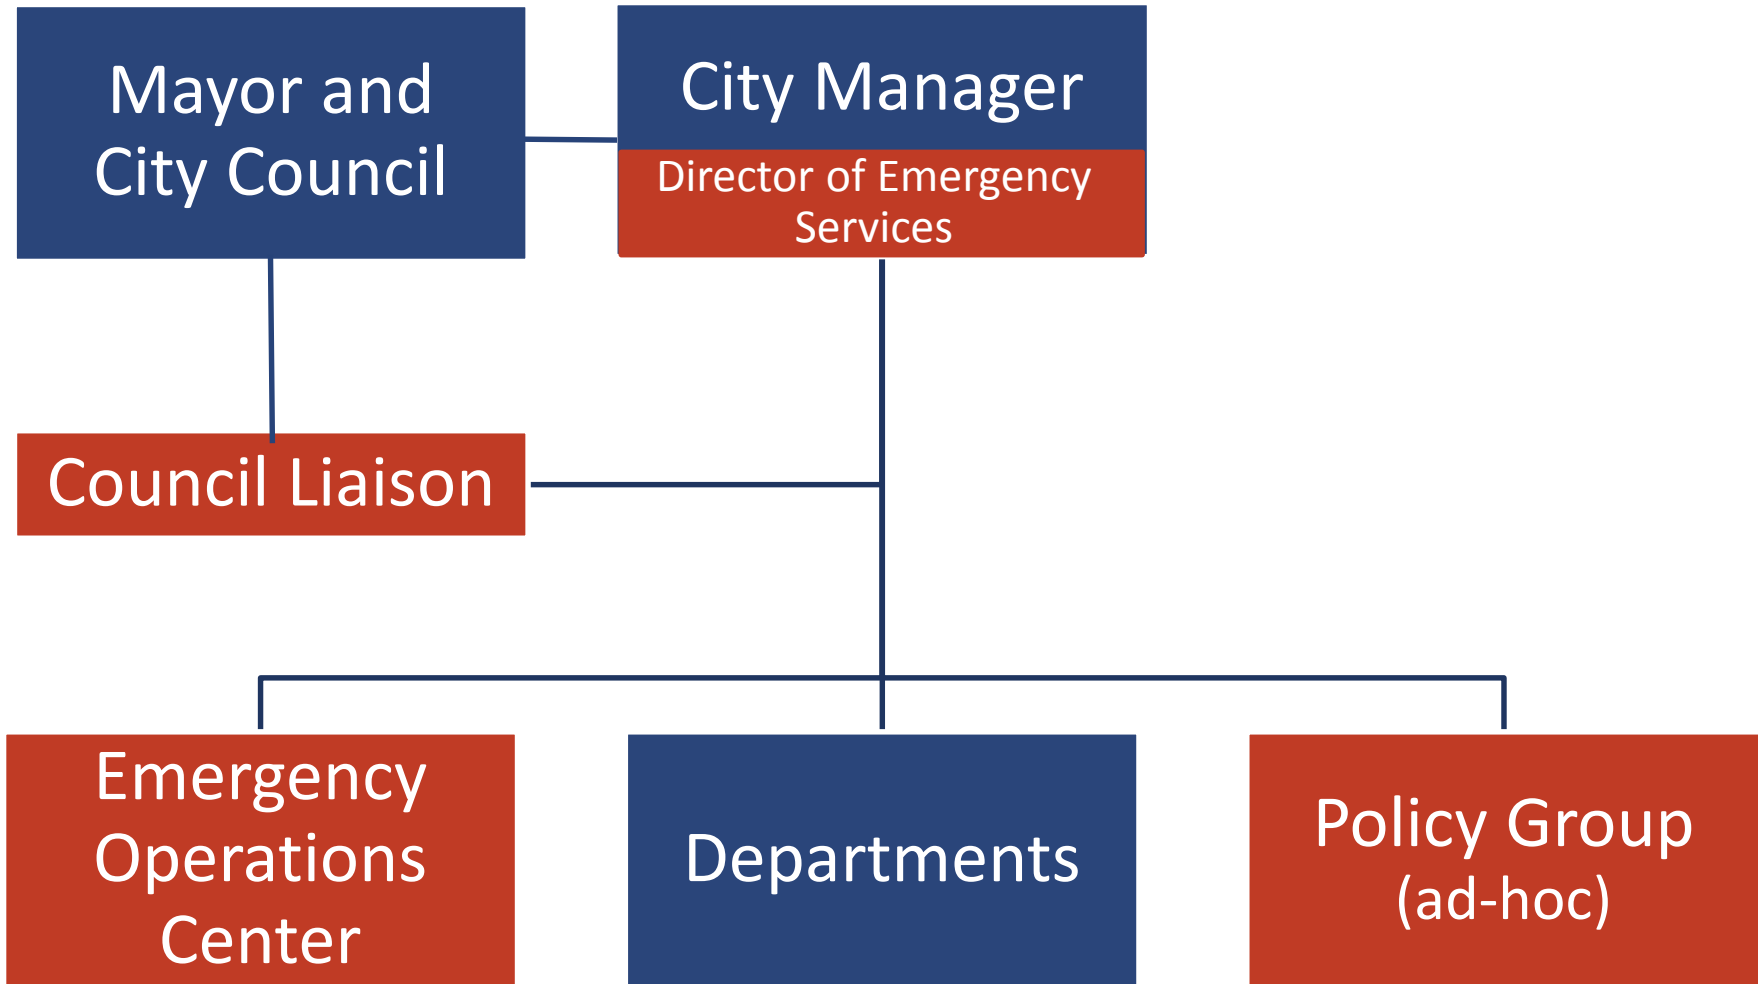 Mayor and
City Council
City Manager
Director of Emergency
Services
Council Liaison
Emergency
Operations
Center
Departments
Policy Group
(ad-hoc)